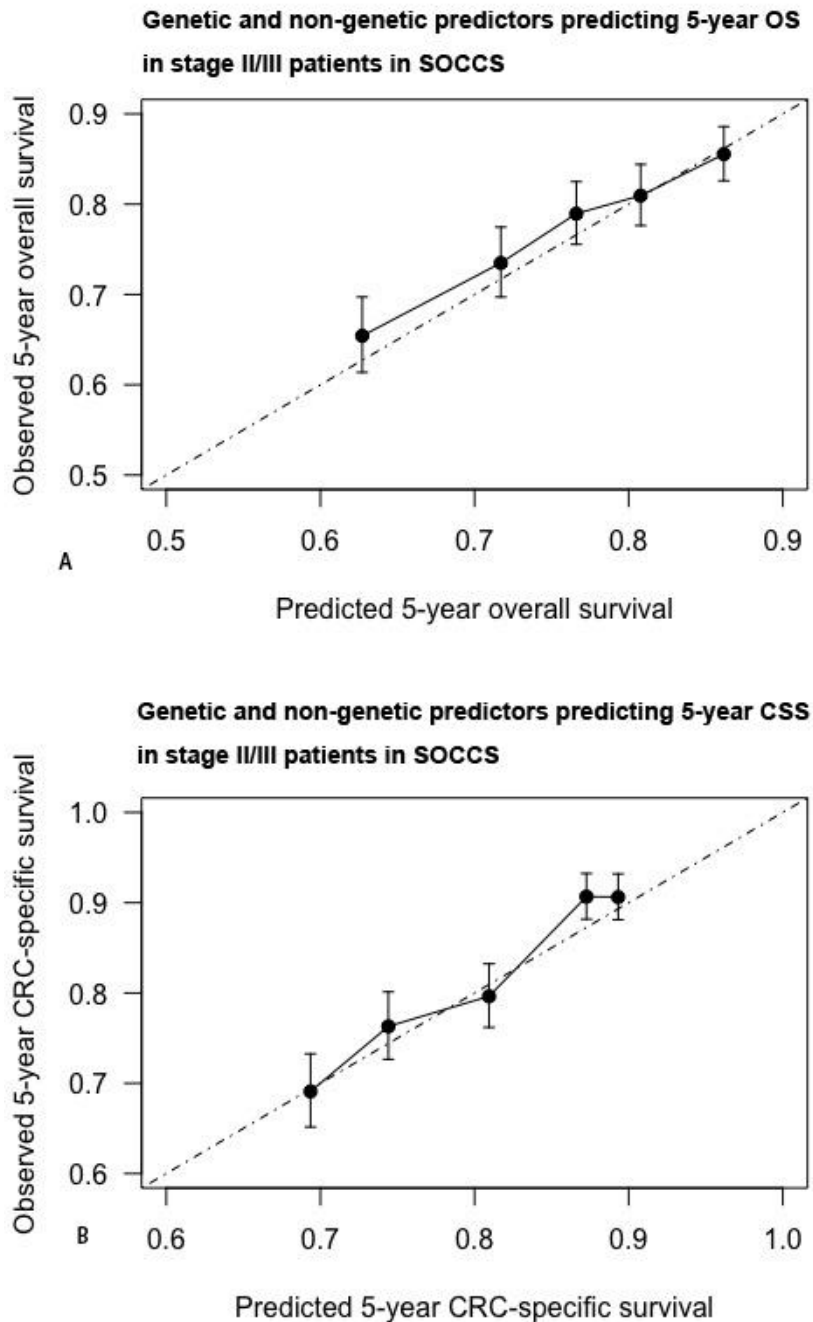 Genetic and non-genetic predictors predicting 5-year OS
in stage II/III patients in SOCCS
Observed 5-year overall survival
0.9
0.8
0.7
0.6
0.5
0.5 0.6 0.7 0.8 0.9
A
Predicted 5-year overall survival
Genetic and non-genetic predictors predicting 5-year CSS
in stage II/III patients in SOCCS
Observed 5-year CRC-specific survival
1.0
0.9
0.8
0.7
0.6
B
0.6 0.7 0.8 0.9 1.0
Predicted 5-year CRC-specific survival